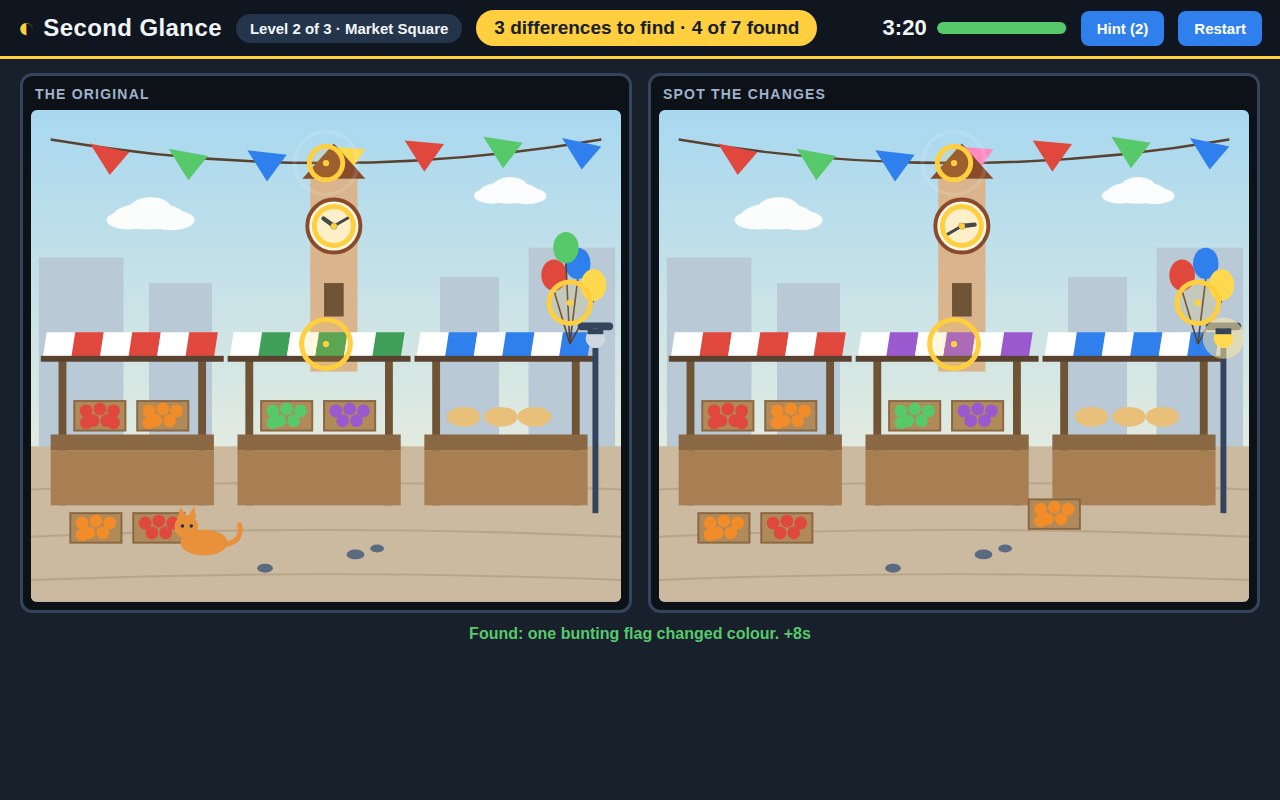 Second Glance
Level 2 of 3 · Market Square
3 differences to find · 4 of 7 found
3:20
Hint (2)
Restart
THE ORIGINAL
SPOT THE CHANGES
Found: one bunting flag changed colour. +8s